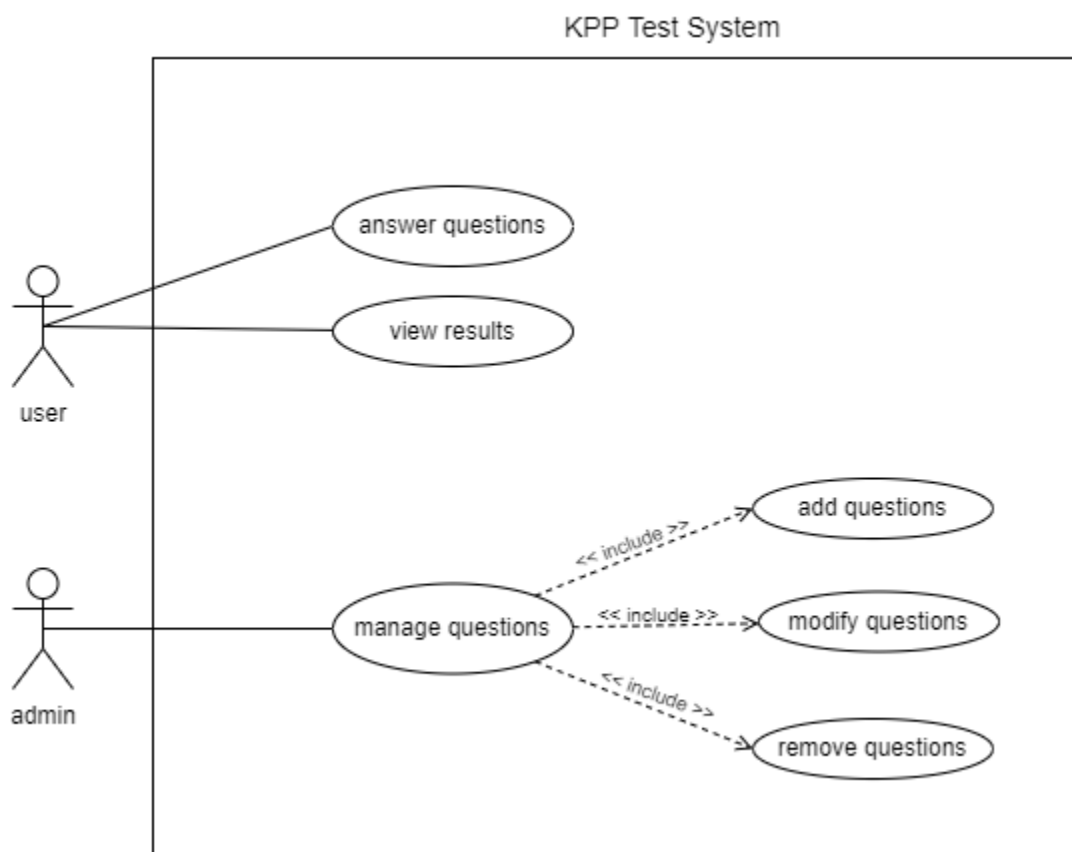 KPP Test System
answer questions
view results
user
add questions
<< include >>
<< include >>
modify questions
manage questions
<< include >>
admin
remove questions